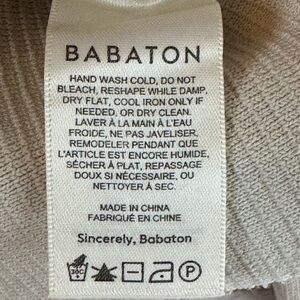 BABATON
HAND WASH COLD, DO NOT
BLEACH, RESHAPE WHILE DAMP,
DRY FLAT, COOL IRON ONLY IF
NEEDED, OR DRY CLEAN.
LAVER À LA MAIN À L'EAU
FROIDE, NE PAS JAVELISER,
REMODELER PENDANT QUE
L'ARTICLE EST ENCORE HUMIDE,
SÉCHER À PLAT, REPASSAGE
DOUX SI NÉCESSAIRE, OU
NETTOYER À SEC.
MADE IN CHINA
FABRIQUÉ EN CHINE
Sincerely, Babaton
30C P